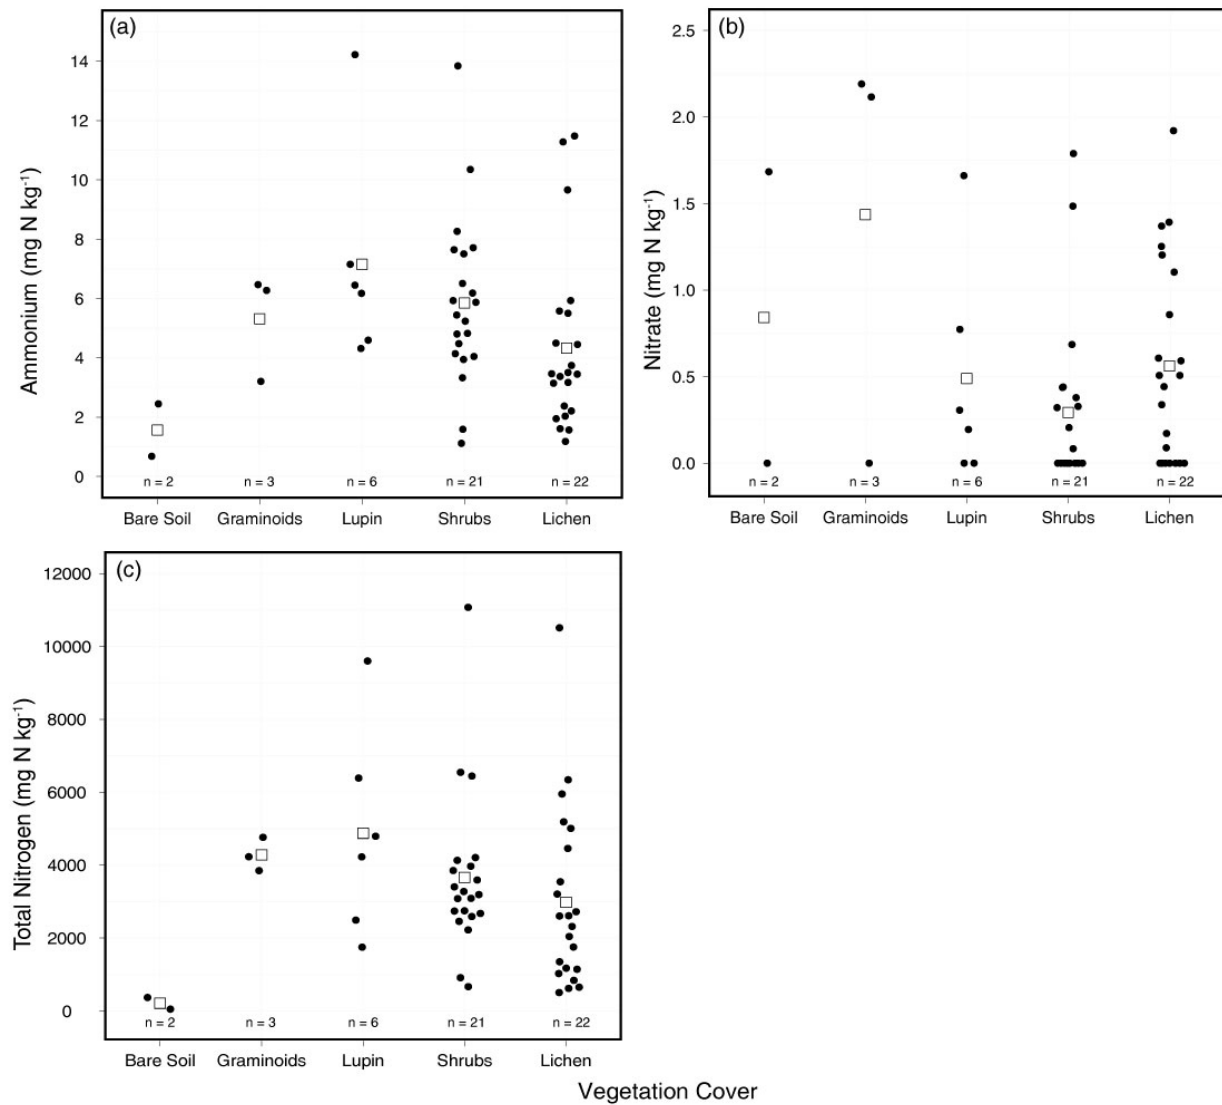 (a)
Ammonium (mg N kg⁻¹)
14
12
10
8
6
4
2
0
n = 2 n = 3 n = 6 n = 21 n = 22
Bare Soil Graminoids Lupin Shrubs Lichen
(b)
Nitrate (mg N kg⁻¹)
2.5
2.0
1.5
1.0
0.5
0.0
n = 2 n = 3 n = 6 n = 21 n = 22
Bare Soil Graminoids Lupin Shrubs Lichen
(c)
Total Nitrogen (mg N kg⁻¹)
12000
10000
8000
6000
4000
2000
0
n = 2 n = 3 n = 6 n = 21 n = 22
Bare Soil Graminoids Lupin Shrubs Lichen
Vegetation Cover